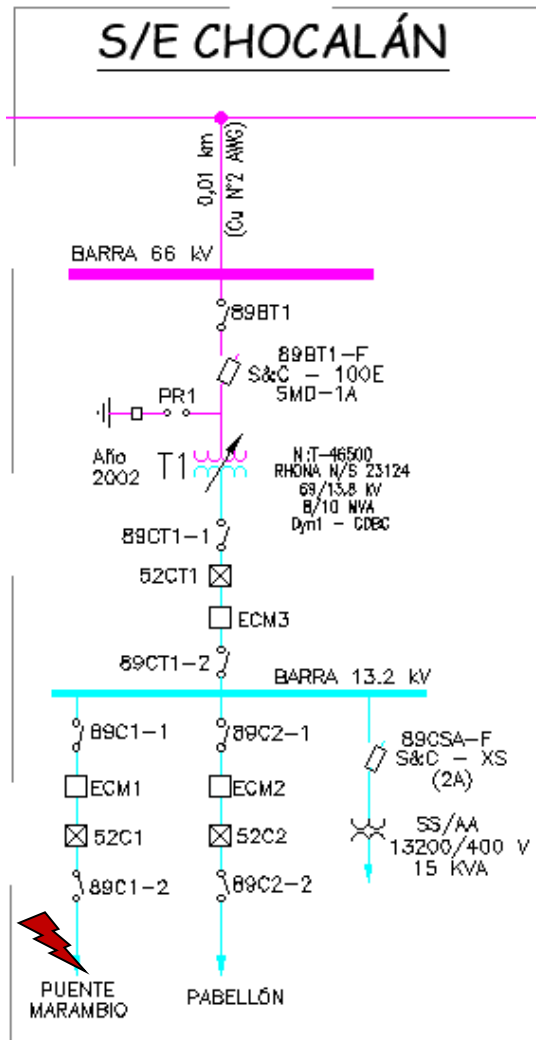 S/E CHOCALÁN
0,01 km
(Cu N°2 AWG)
BARRA 66 kV
89BT1
89BT1-F
S&C - 100E
SMD-1A
PR1
Año
2002
T1
N:T-46500
RHONA N/S 23124
69/13.8 kV
8/10 MVA
Dyn1 - CDBC
89CT1-1
52CT1
ECM3
89CT1-2
BARRA 13.2 kV
89C1-1
89C2-1
89CSA-F
S&C - XS
(2A)
ECM1
ECM2
52C1
52C2
SS/AA
13200/400 V
15 KVA
89C1-2
89C2-2
PUENTE
MARAMBIO
PABELLÓN